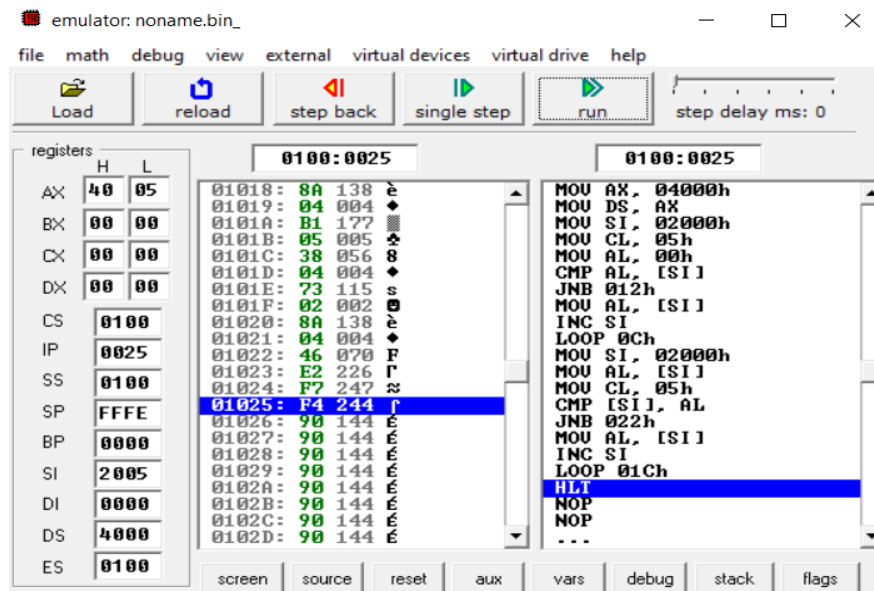 emulator: noname.bin_
file math debug view external virtual devices virtual drive help
Load reload step back single step run step delay ms: 0
registers
H L
AX 40 05
BX 00 00
CX 00 00
DX 00 00
CS 0100
IP 0025
SS 0100
SP FFFE
BP 0000
SI 2005
DI 0000
DS 4000
ES 0100
0100:0025
01018: 8A 138 è
01019: 04 004 ♦
0101A: B1 177 ▒
0101B: 05 005 ♣
0101C: 38 056 8
0101D: 04 004 ♦
0101E: 73 115 s
0101F: 02 002 ☻
01020: 8A 138 è
01021: 04 004 ♦
01022: 46 070 F
01023: E2 226 Γ
01024: F7 247 ≈
01025: F4 244 ⌠
01026: 90 144 É
01027: 90 144 É
01028: 90 144 É
01029: 90 144 É
0102A: 90 144 É
0102B: 90 144 É
0102C: 90 144 É
0102D: 90 144 É
0100:0025
MOV AX, 04000h
MOV DS, AX
MOV SI, 02000h
MOV CL, 05h
MOV AL, 00h
CMP AL, [SI]
JNB 012h
MOV AL, [SI]
INC SI
LOOP 0Ch
MOV SI, 02000h
MOV AL, [SI]
MOV CL, 05h
CMP [SI], AL
JNB 022h
MOV AL, [SI]
INC SI
LOOP 01Ch
HLT
NOP
NOP
...
screen source reset aux vars debug stack flags